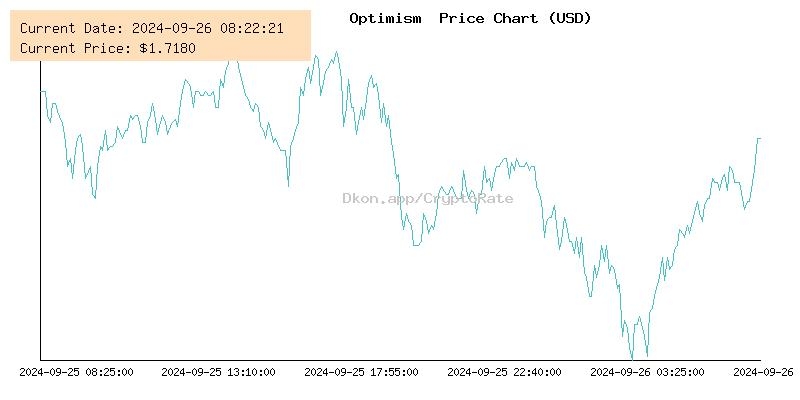 Optimism  Price Chart (USD)
Current Date: 2024-09-26 08:22:21
Current Price: $1.7180
Dkon.app/CryptoRate
2024-09-25 08:25:00 2024-09-25 13:10:00 2024-09-25 17:55:00 2024-09-25 22:40:00 2024-09-26 03:25:00 2024-09-26